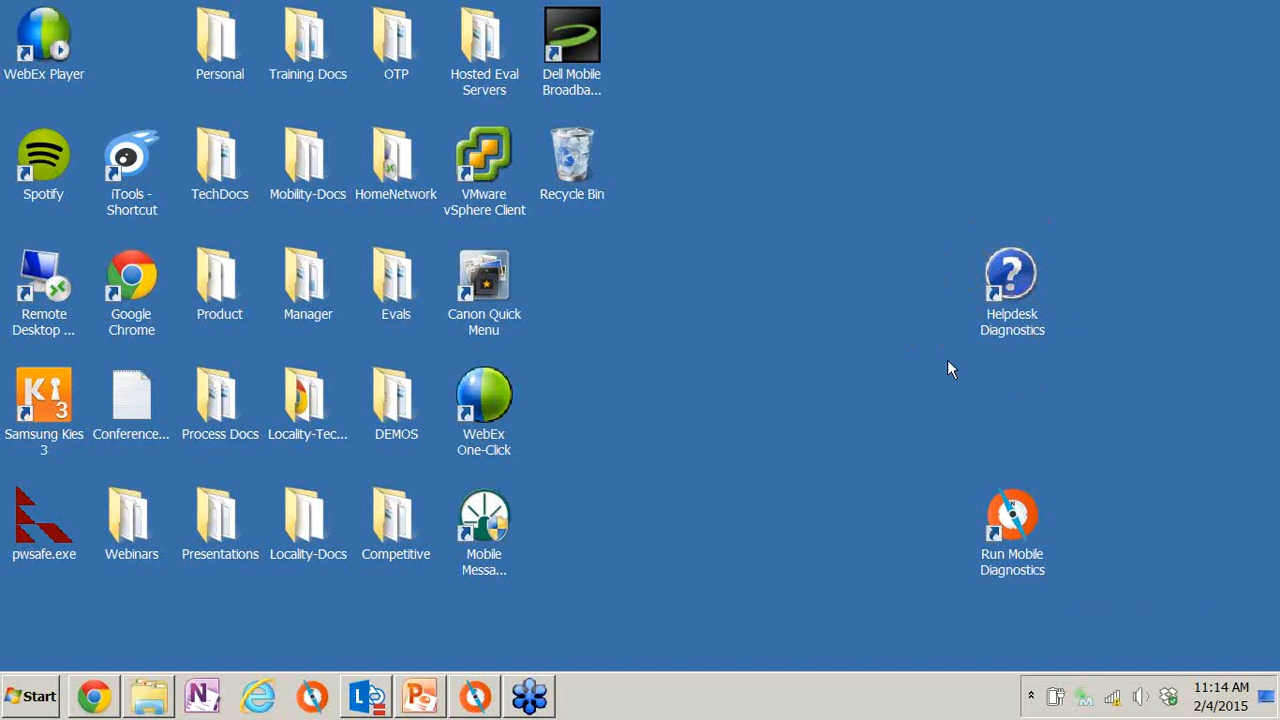 WebEx Player
Personal
Training Docs
OTP
Hosted Eval
Servers
Dell Mobile
Broadba...
Spotify
iTools -
Shortcut
TechDocs
Mobility-Docs
HomeNetwork
VMware
vSphere Client
Recycle Bin
Remote
Desktop ...
Google
Chrome
Product
Manager
Evals
Canon Quick
Menu
Helpdesk
Diagnostics
Ki
3
Samsung Kies
3
Conference...
Process Docs
Locality-Tec...
DEMOS
WebEx
One-Click
pwsafe.exe
Webinars
Presentations
Locality-Docs
Competitive
Mobile
Messa...
Run Mobile
Diagnostics
Start
11:14 AM
2/4/2015